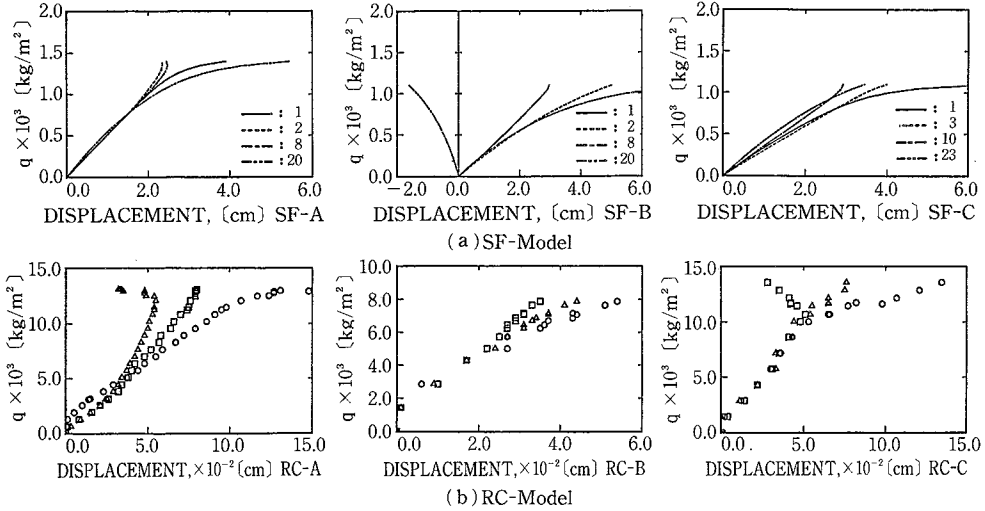 2.0
1.5
1.0
0.5
0.0
q ×10³ 〔kg/m²〕
: 1
: 2
: 8
: 20
0.0 2.0 4.0 6.0
DISPLACEMENT, 〔cm〕 SF-A
2.0
1.5
1.0
0.5
0.0
q ×10³ 〔kg/m²〕
: 1
: 2
: 8
: 20
−2.0 0.0 2.0 4.0 6.0
DISPLACEMENT, 〔cm〕 SF-B
2.0
1.5
1.0
0.5
0.0
q ×10³ 〔kg/m²〕
: 1
: 3
: 10
: 23
0.0 2.0 4.0 6.0
DISPLACEMENT, 〔cm〕 SF-C
(a) SF-Model
15.0
10.0
5.0
0.0
q ×10³ 〔kg/m²〕
0.0 5.0 10.0 15.0
DISPLACEMENT, ×10⁻² 〔cm〕 RC-A
10.0
8.0
6.0
4.0
2.0
0.0
q ×10³ 〔kg/m²〕
0.0 2.0 4.0 6.0
DISPLACEMENT, ×10⁻² 〔cm〕 RC-B
15.0
10.0
5.0
0.0
q ×10³ 〔kg/m²〕
0.0 5.0 10.0 15.0
DISPLACEMENT, ×10⁻² 〔cm〕 RC-C
(b) RC-Model